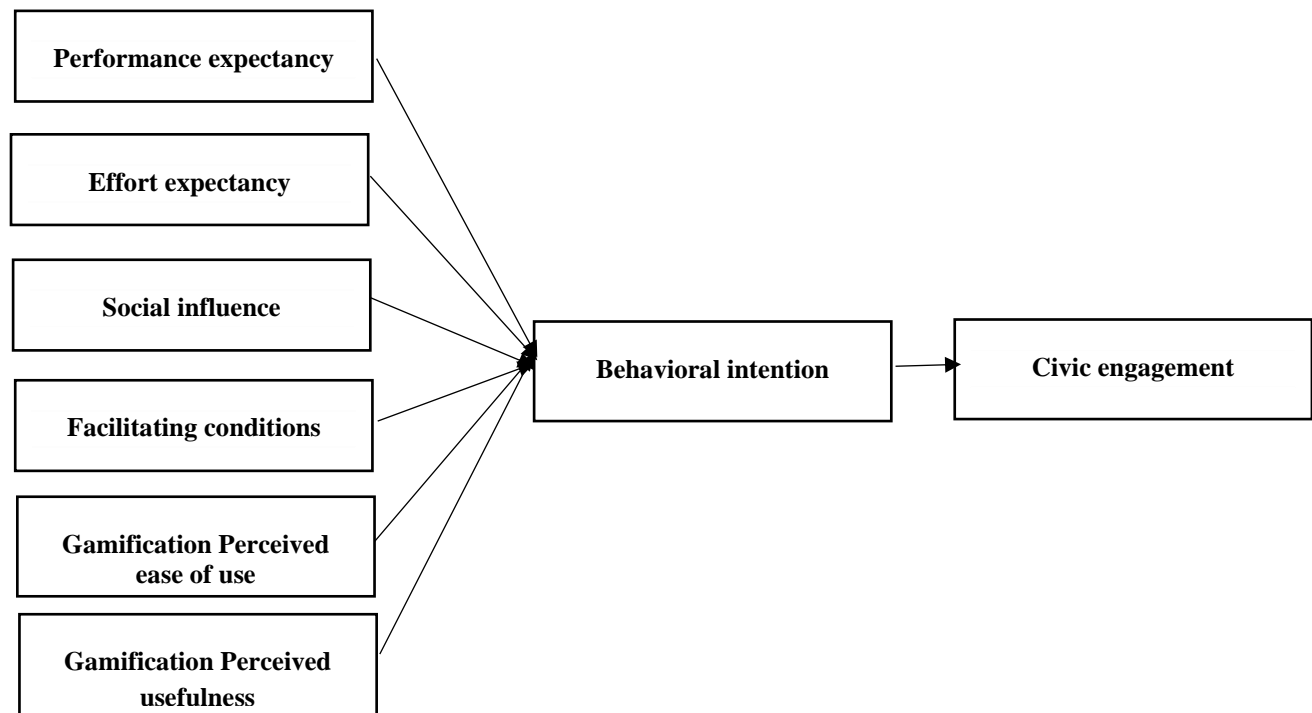 Performance expectancy
Effort expectancy
Social influence
Facilitating conditions
Gamification Perceived
ease of use
Gamification Perceived
usefulness
Behavioral intention
Civic engagement